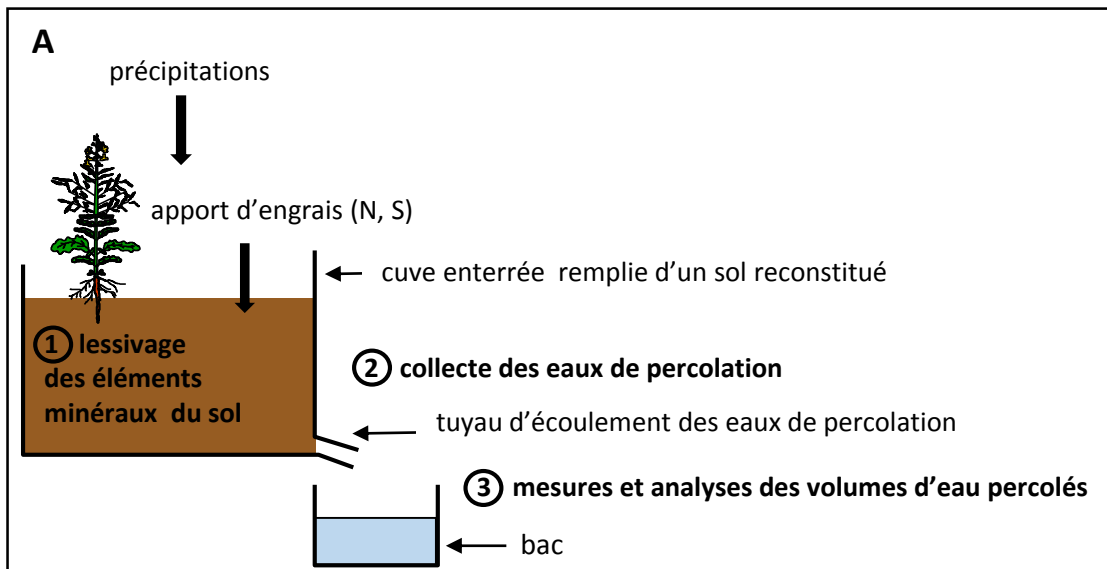 A
précipitations
apport d'engrais (N, S)
cuve enterrée remplie d'un sol reconstitué
1 lessivage
des éléments
minéraux du sol
2 collecte des eaux de percolation
tuyau d'écoulement des eaux de percolation
3 mesures et analyses des volumes d'eau percolés
bac